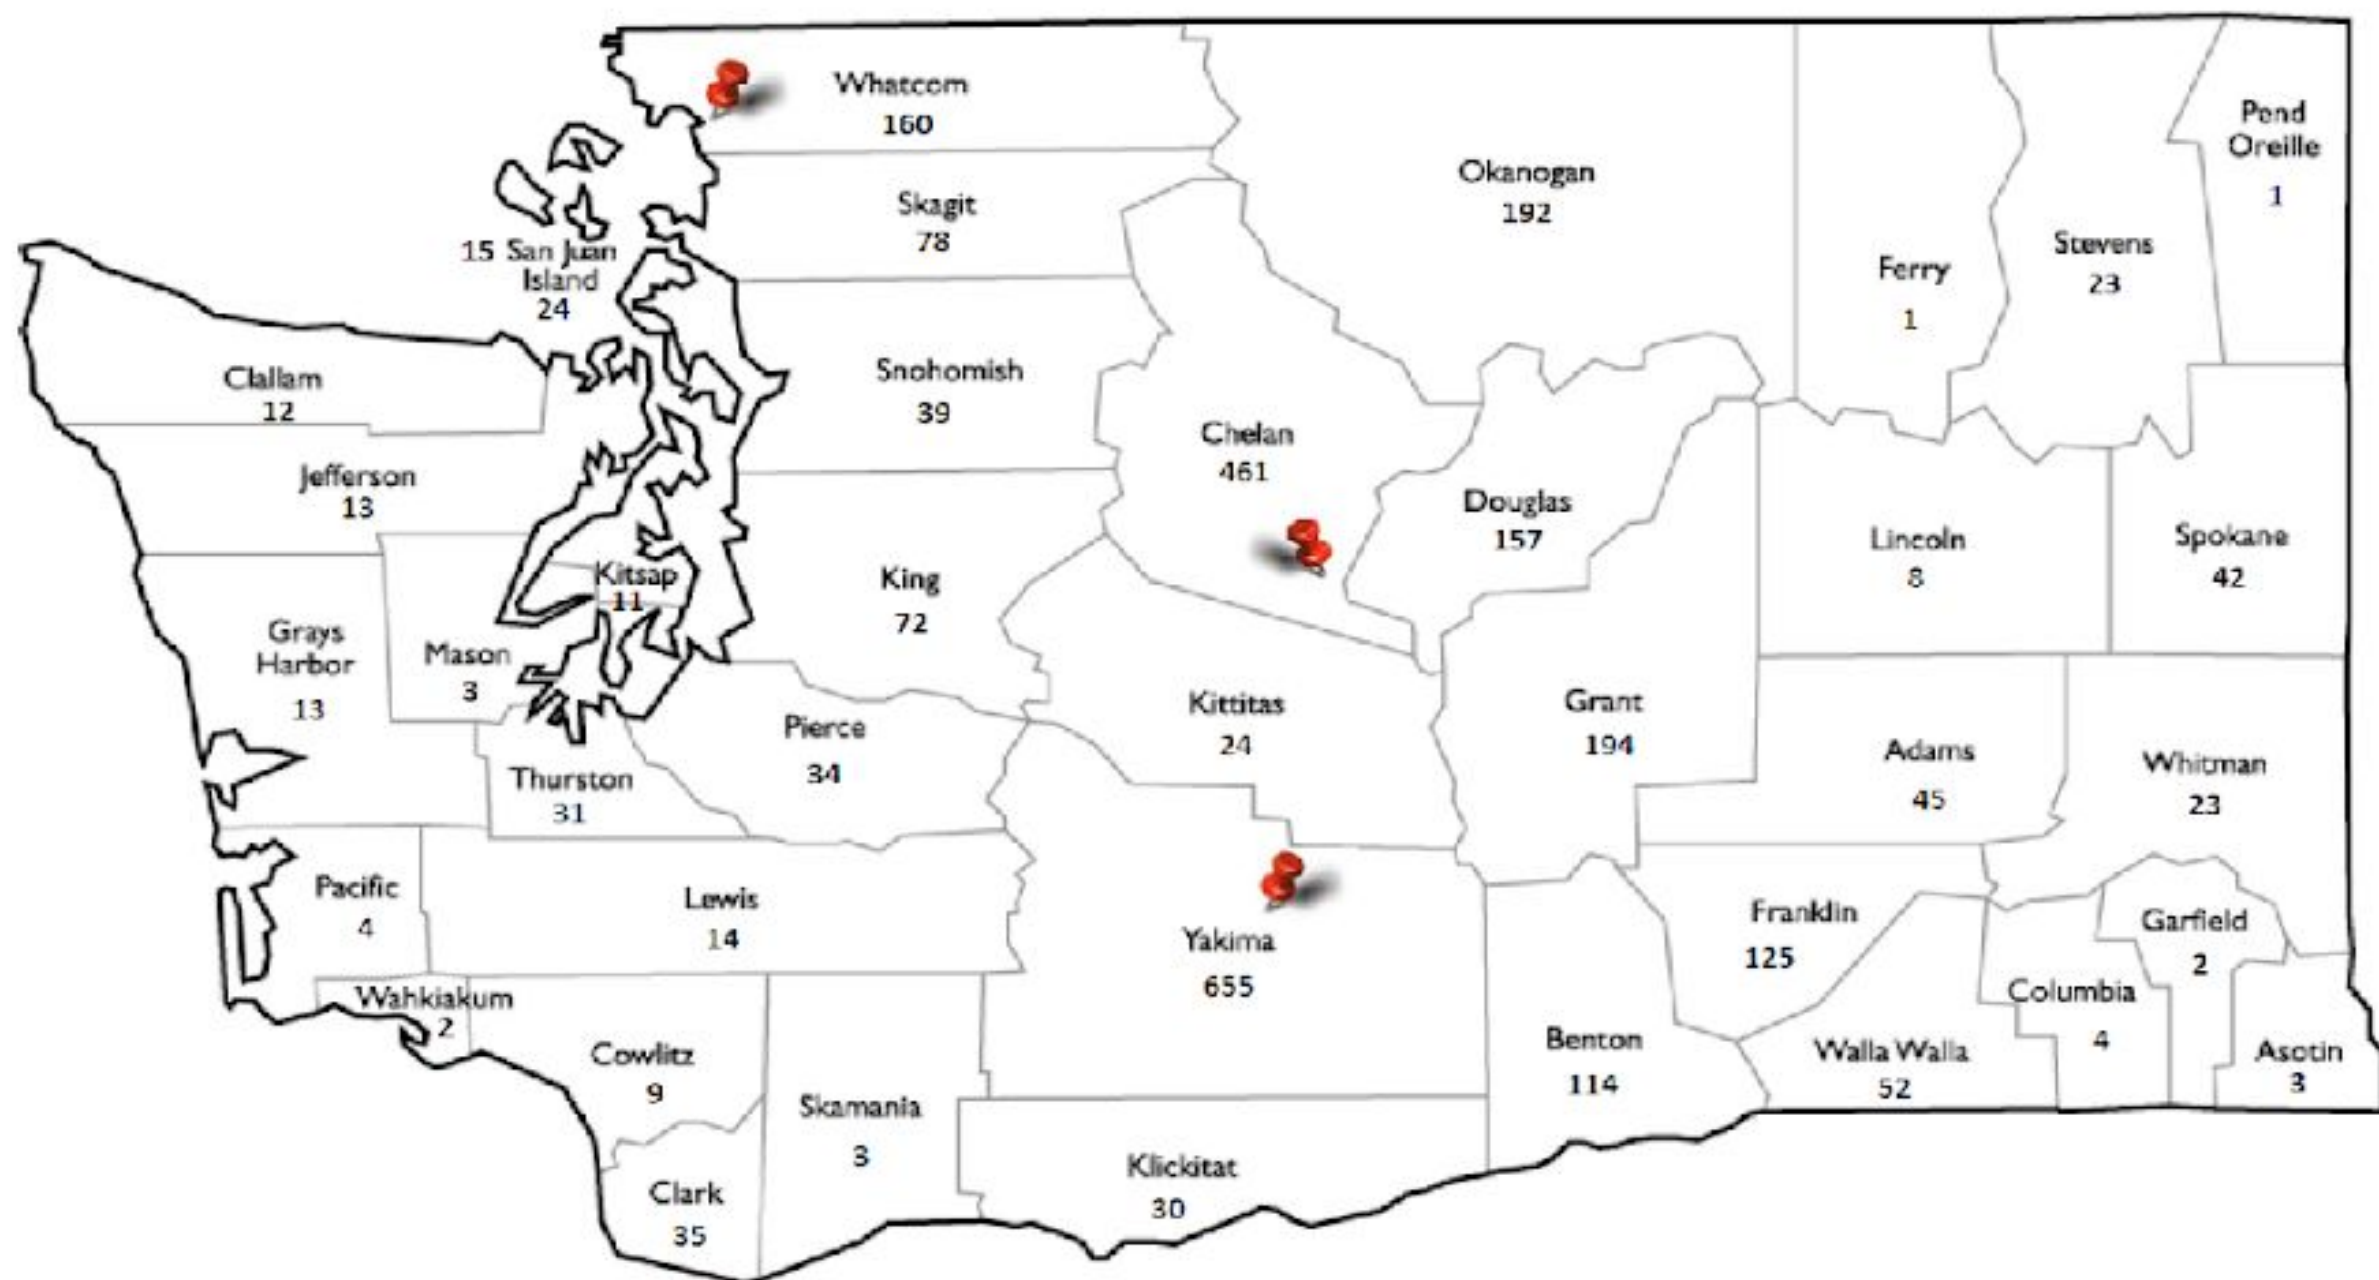 Whatcom
160
Skagit
78
15 San Juan
Island
24
Snohomish
39
Clallam
12
Jefferson
13
Kitsap
11
King
72
Grays
Harbor
13
Mason
3
Thurston
31
Pierce
34
Pacific
4
Lewis
14
Wahkiakum
2
Cowlitz
9
Clark
35
Skamania
3
Okanogan
192
Chelan
461
Douglas
157
Kittitas
24
Grant
194
Yakima
655
Klickitat
30
Benton
114
Ferry
1
Stevens
23
Pend
Oreille
1
Lincoln
8
Spokane
42
Adams
45
Whitman
23
Franklin
125
Walla Walla
52
Columbia
4
Garfield
2
Asotin
3